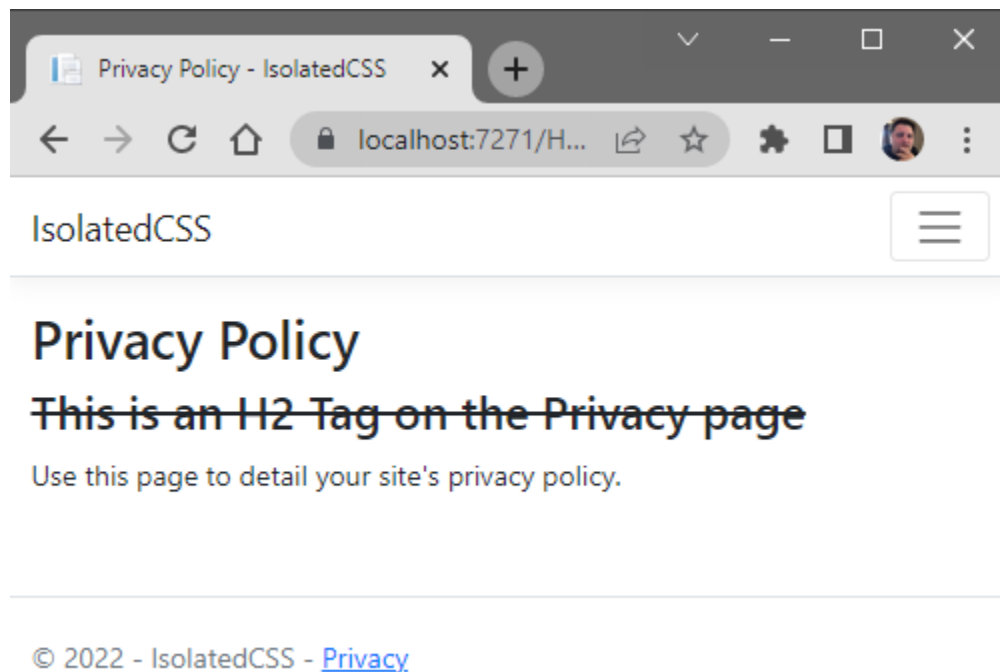 Privacy Policy - IsolatedCSS
localhost:7271/H...
IsolatedCSS
Privacy Policy
This is an H2 Tag on the Privacy page
Use this page to detail your site's privacy policy.
© 2022 - IsolatedCSS - Privacy